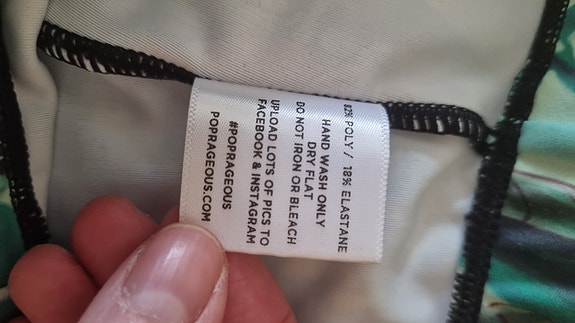 82% POLY / 18% ELASTANE
HAND WASH ONLY
DRY FLAT
DO NOT IRON OR BLEACH
UPLOAD LOTS OF PICS TO
FACEBOOK & INSTAGRAM
#POPRAGEOUS
POPRAGEOUS.COM